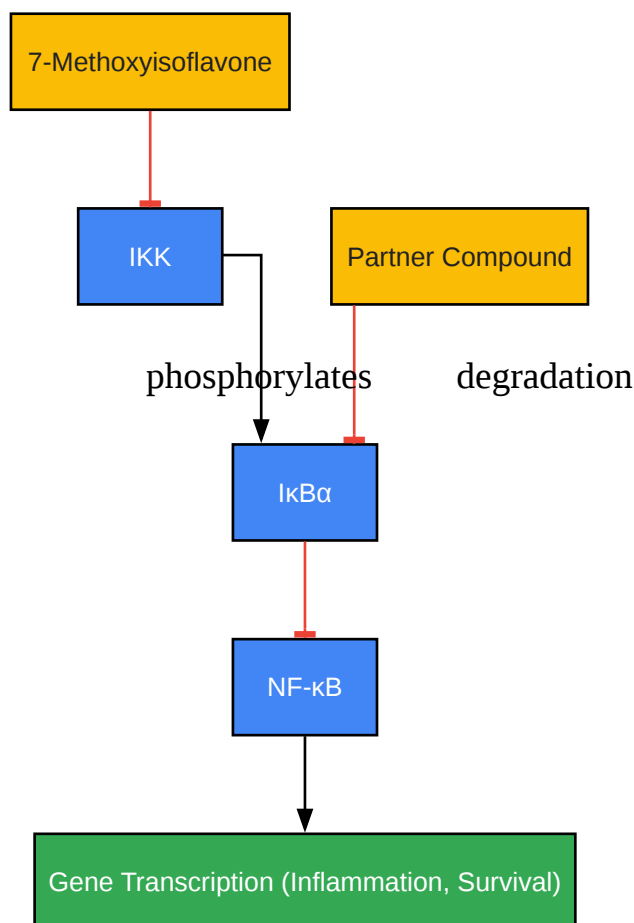 7-Methoxyisoflavone
IKK
Partner Compound
phosphorylates
degradation
IκBα
NF-κB
Gene Transcription (Inflammation, Survival)